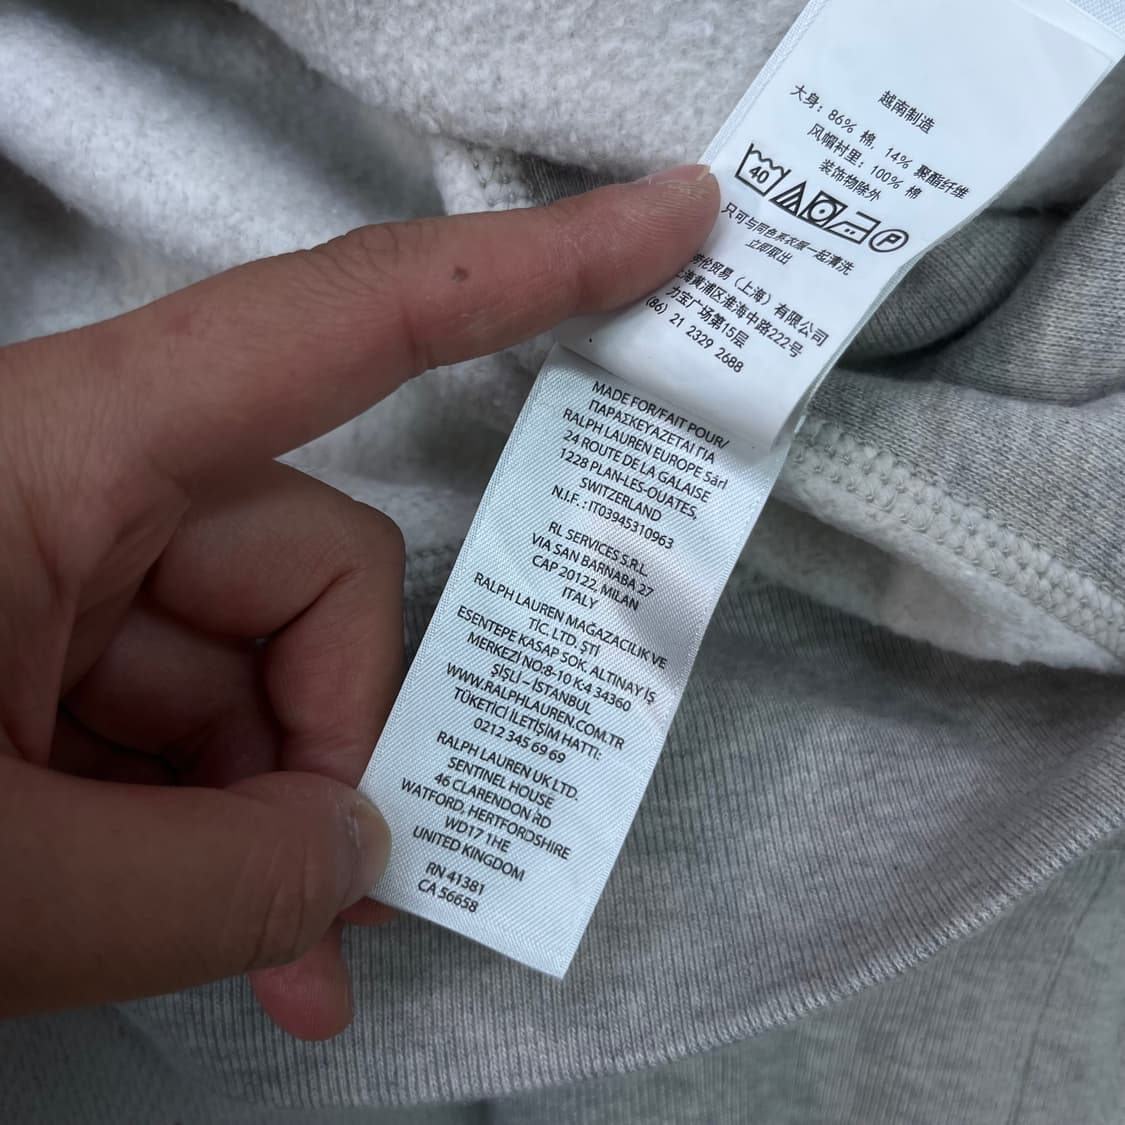 越南制造
大身: 86% 棉, 14% 聚酯纤维
风帽衬里: 100% 棉
装饰物除外
40
P
只可与同色系衣服一起清洗
立即取出
伦贸易（上海）有限公司
海黄浦区淮海中路222号
力宝广场第15层
(86) 21 2329 2688
MADE FOR/FAIT POUR/
ΠΑΡΑΣΚΕΥΑΖΕΤΑΙ ΓΙΑ
RALPH LAUREN EUROPE Sàrl
24 ROUTE DE LA GALAISE
1228 PLAN-LES-OUATES,
SWITZERLAND
N.I.F. : IT03945310963
RL SERVICES S.R.L.
VIA SAN BARNABA 27
CAP 20122, MILAN
ITALY
RALPH LAUREN MAĞAZACILIK VE
TİC. LTD. ŞTİ
ESENTEPE KASAP SOK. ALTINAY İŞ
MERKEZİ NO:8-10 K:4 34360
ŞİŞLİ – İSTANBUL
WWW.RALPHLAUREN.COM.TR
TÜKETİCİ İLETİŞİM HATTI:
0212 345 69 69
RALPH LAUREN UK LTD.
SENTINEL HOUSE
46 CLARENDON RD
WATFORD, HERTFORDSHIRE
WD17 1HE
UNITED KINGDOM
RN 41381
CA 56658